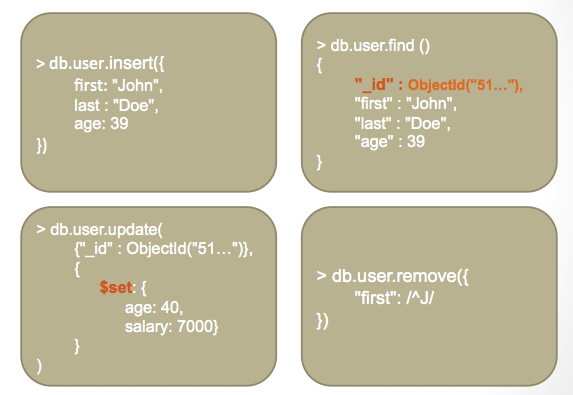 > db.user.insert({
first: "John",
last : "Doe",
age: 39
})
> db.user.find ()
{
"_id" : ObjectId("51…"),
"first" : "John",
"last" : "Doe",
"age" : 39
}
> db.user.update(
{"_id" : ObjectId("51…")},
{
$set: {
age: 40,
salary: 7000}
}
)
> db.user.remove({
"first": /^J/
})